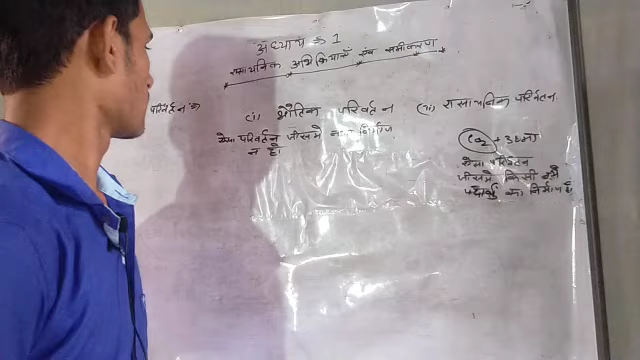 अध्याय 1
रासायनिक अभिक्रियाएँ एवं समीकरण
परिवर्तन (i) भौतिक परिवर्तन (ii) रासायनिक परिवर्तन
ऐसा परिवर्तन जीसमे निर्माण
न हो
ऐसा परिवर्तन
जीसमे किसी नये
पदार्थ का निर्माण हो